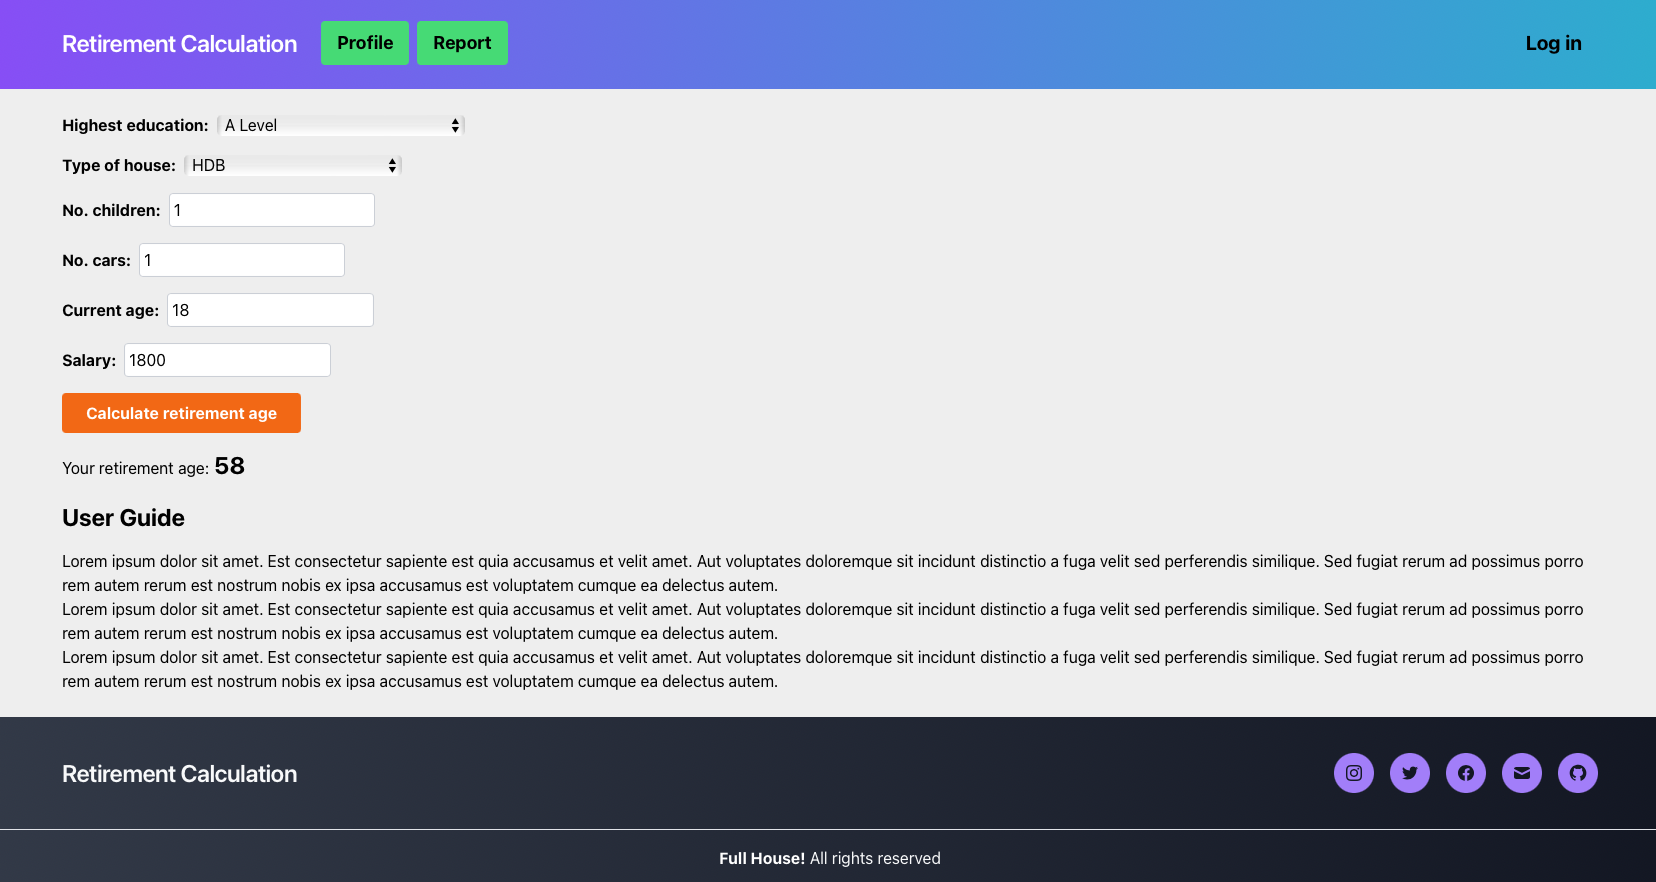 Retirement Calculation Profile Report Log in
Highest education: A Level
Type of house: HDB
No. children: 1
No. cars: 1
Current age: 18
Salary: 1800
Calculate retirement age
Your retirement age: 58
User Guide
Lorem ipsum dolor sit amet. Est consectetur sapiente est quia accusamus et velit amet. Aut voluptates doloremque sit incidunt distinctio a fuga velit sed perferendis similique. Sed fugiat rerum ad possimus porro
rem autem rerum est nostrum nobis ex ipsa accusamus est voluptatem cumque ea delectus autem.
Lorem ipsum dolor sit amet. Est consectetur sapiente est quia accusamus et velit amet. Aut voluptates doloremque sit incidunt distinctio a fuga velit sed perferendis similique. Sed fugiat rerum ad possimus porro
rem autem rerum est nostrum nobis ex ipsa accusamus est voluptatem cumque ea delectus autem.
Lorem ipsum dolor sit amet. Est consectetur sapiente est quia accusamus et velit amet. Aut voluptates doloremque sit incidunt distinctio a fuga velit sed perferendis similique. Sed fugiat rerum ad possimus porro
rem autem rerum est nostrum nobis ex ipsa accusamus est voluptatem cumque ea delectus autem.
Retirement Calculation
Full House! All rights reserved